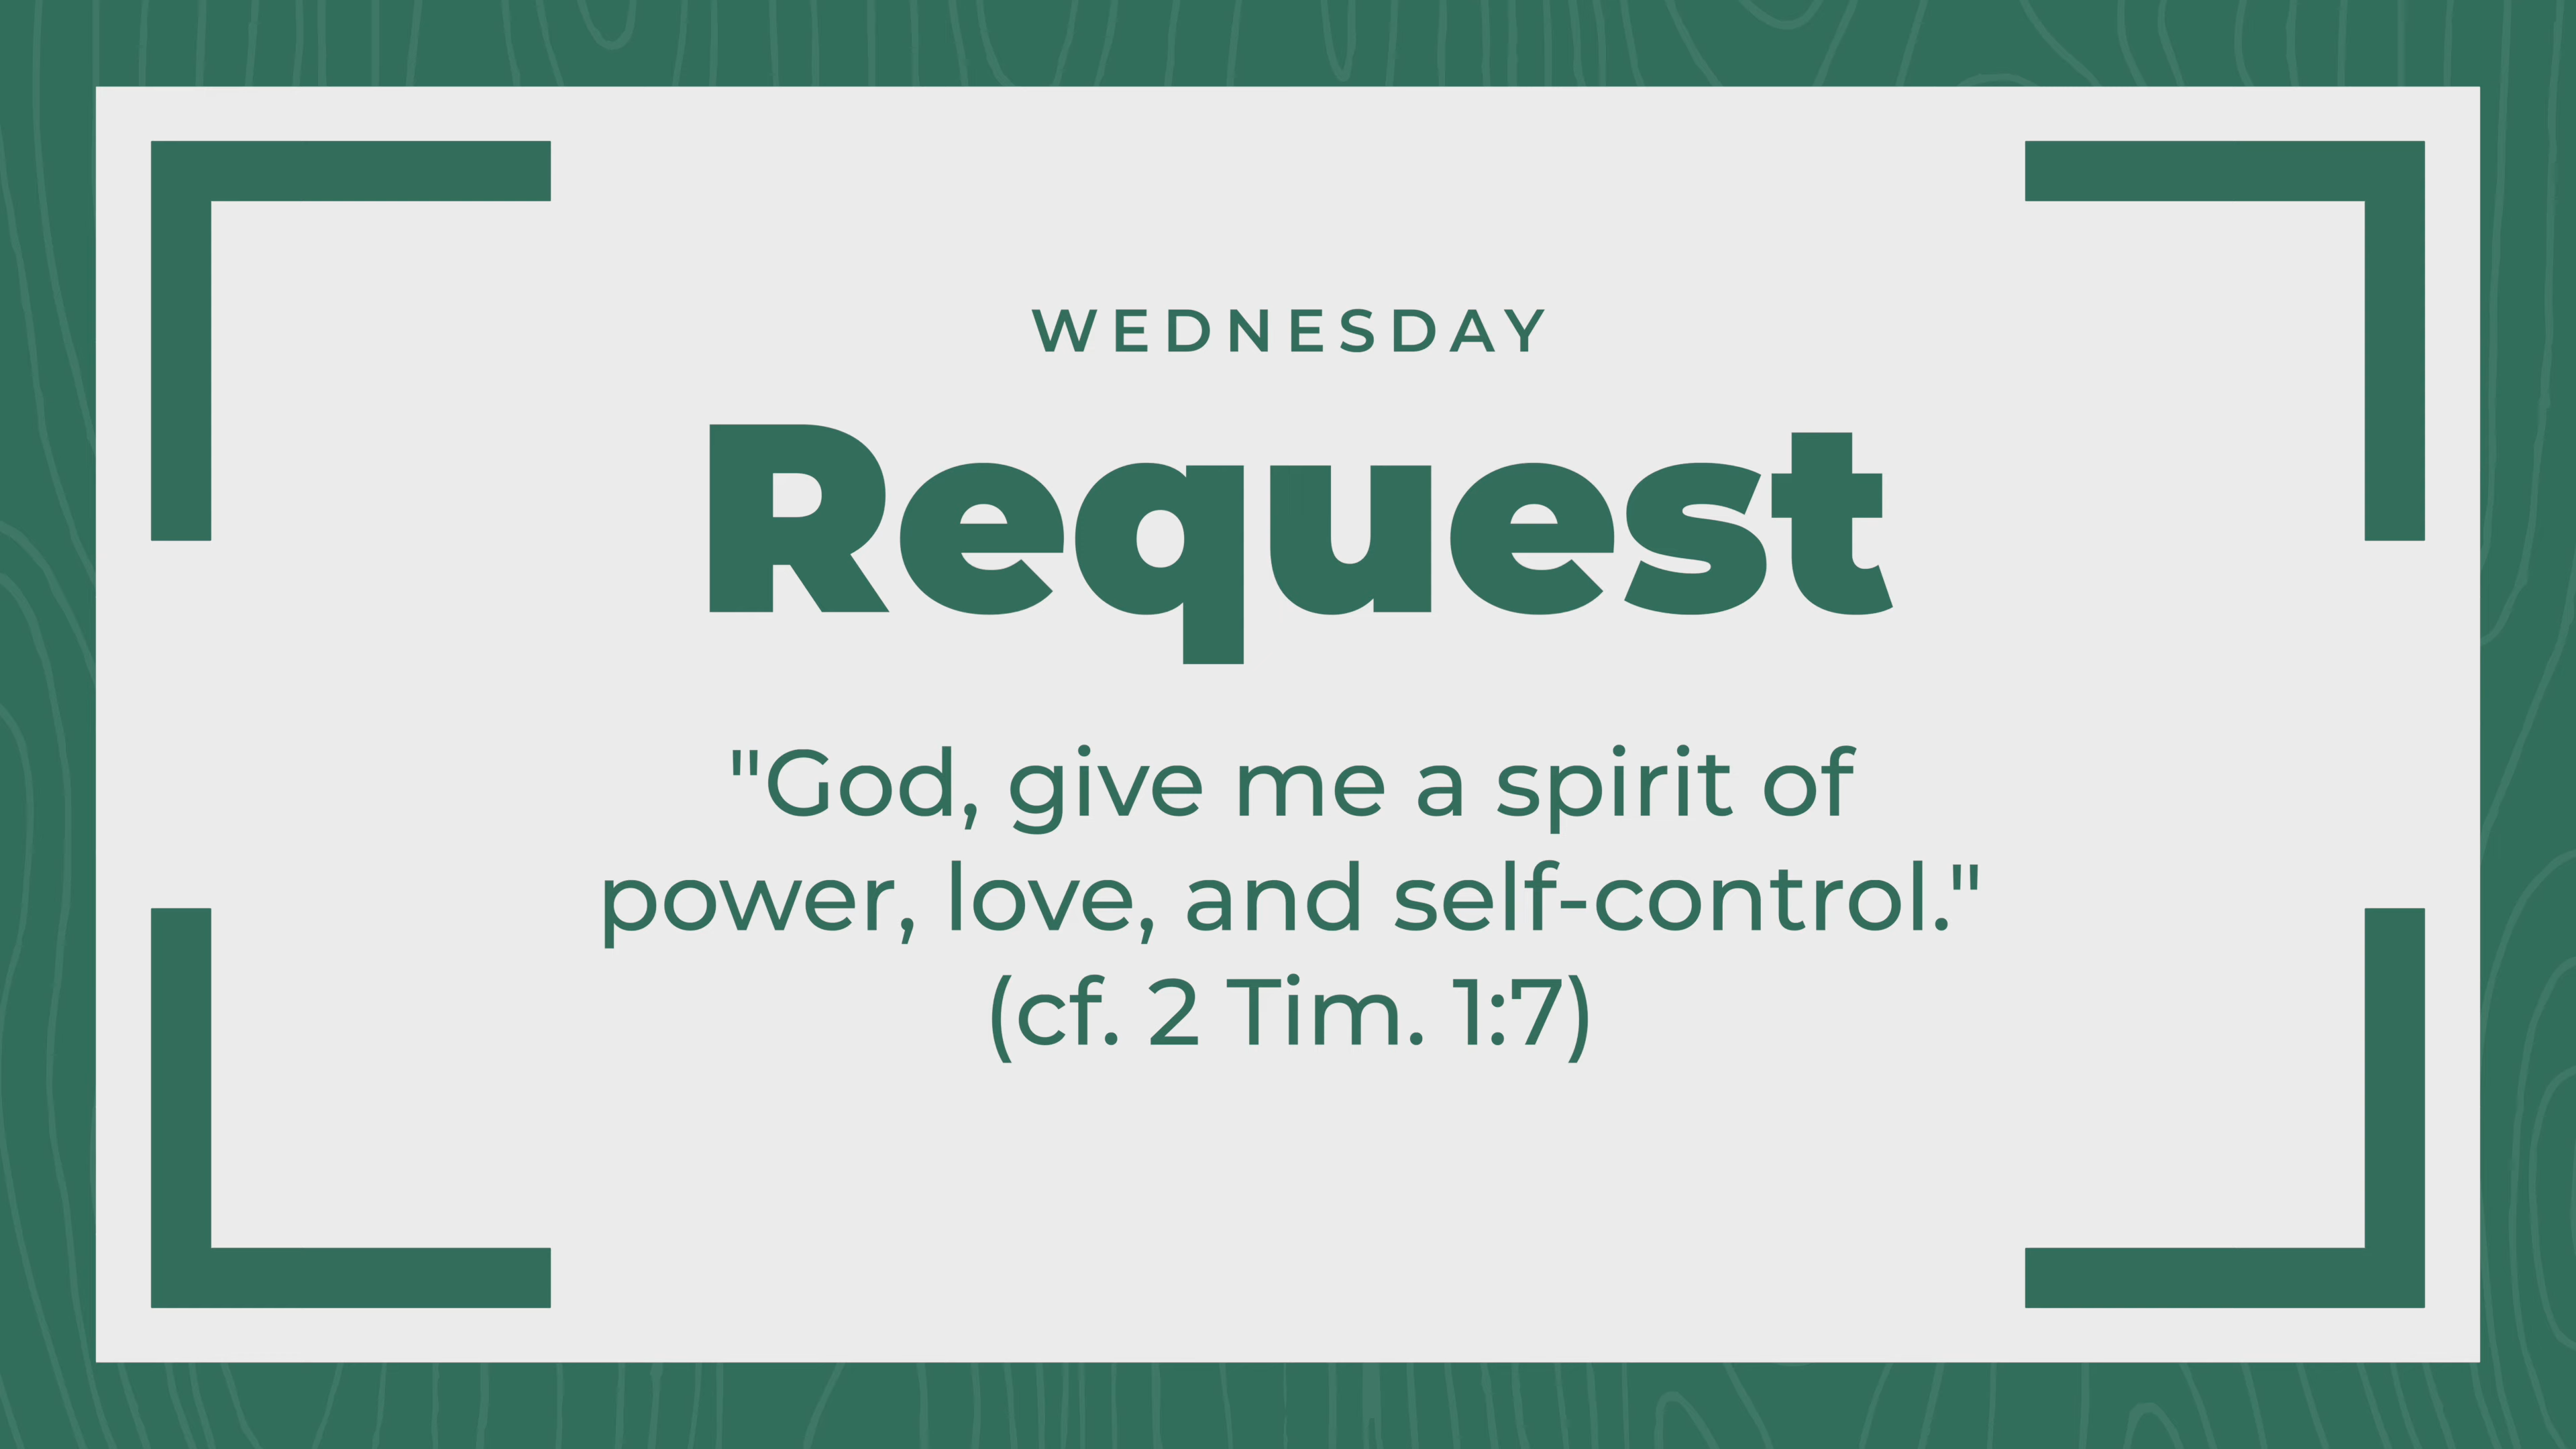 WEDNESDAY
Request
"God, give me a spirit of
power, love, and self-control."
(cf. 2 Tim. 1:7)